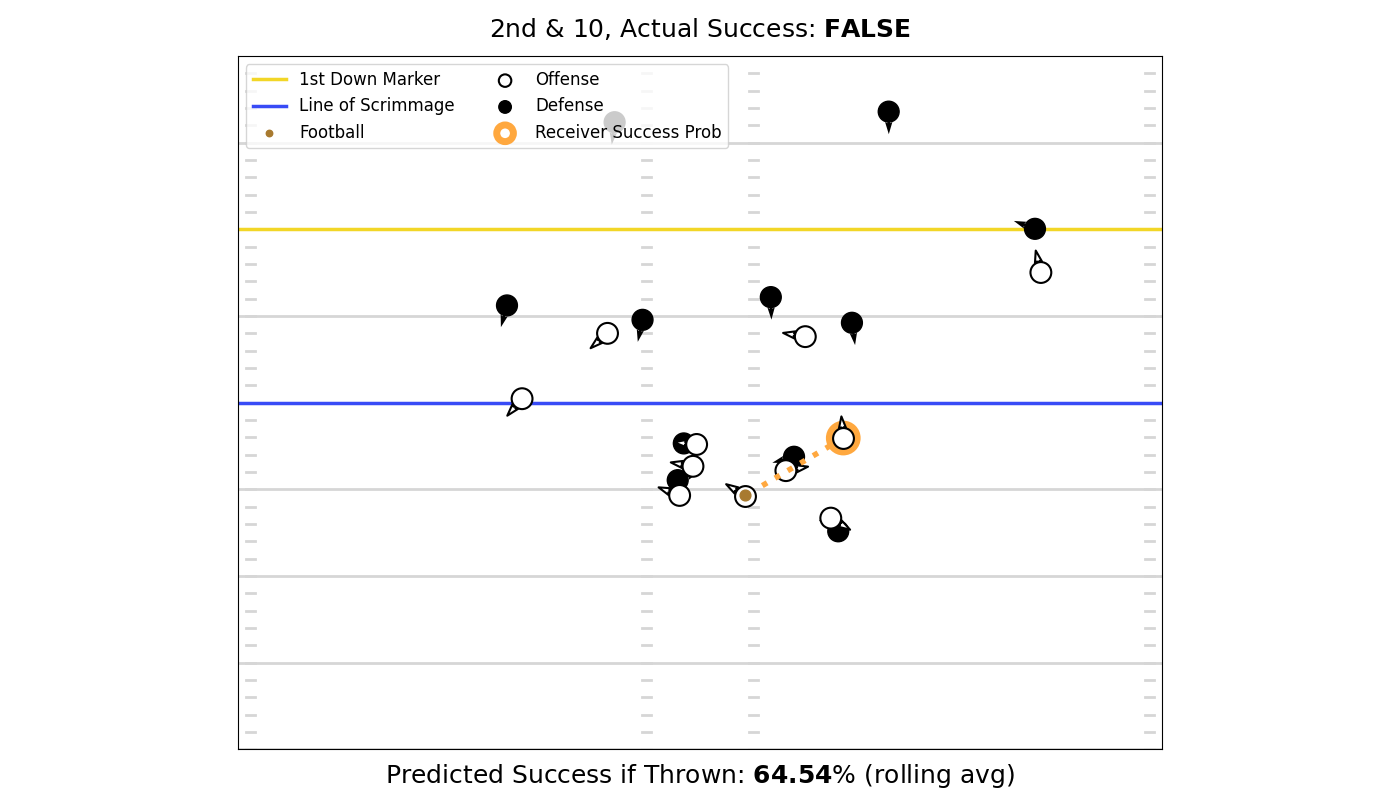 2nd & 10, Actual Success: FALSE
1st Down Marker
Line of Scrimmage
Football
Offense
Defense
Receiver Success Prob
Predicted Success if Thrown: 64.54% (rolling avg)